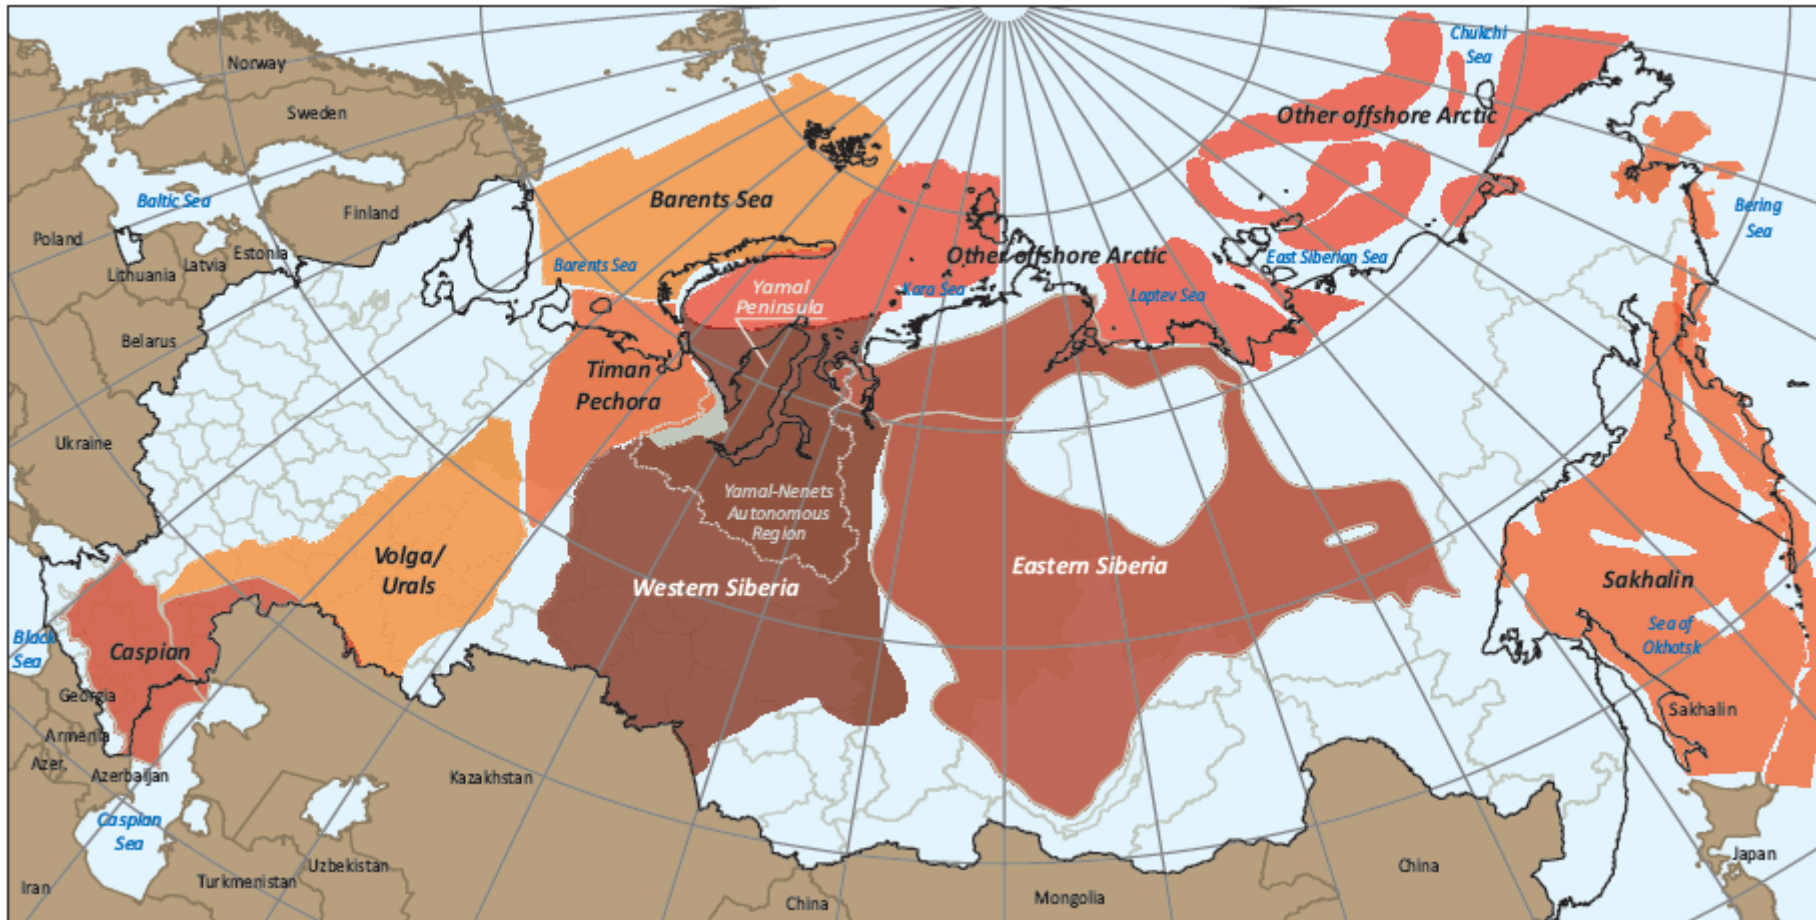 Chukchi
Sea
Norway
Sweden
Other offshore Arctic
Baltic Sea
Finland
Barents Sea
Bering
Sea
Poland
Estonia
Latvia
Lithuania
Barents Sea
Other offshore Arctic
East Siberian Sea
Yamal
Peninsula
Kara Sea
Laptev Sea
Belarus
Timan
Pechora
Ukraine
Yamal-Nenets
Autonomous
Region
Volga/
Urals
Western Siberia
Eastern Siberia
Sakhalin
Black
Sea
Caspian
Sea of
Okhotsk
Georgia
Sakhalin
Armenia
Azer.
Azerbaijan
Kazakhstan
Caspian
Sea
Uzbekistan
Turkmenistan
Iran
China
Mongolia
China
Japan